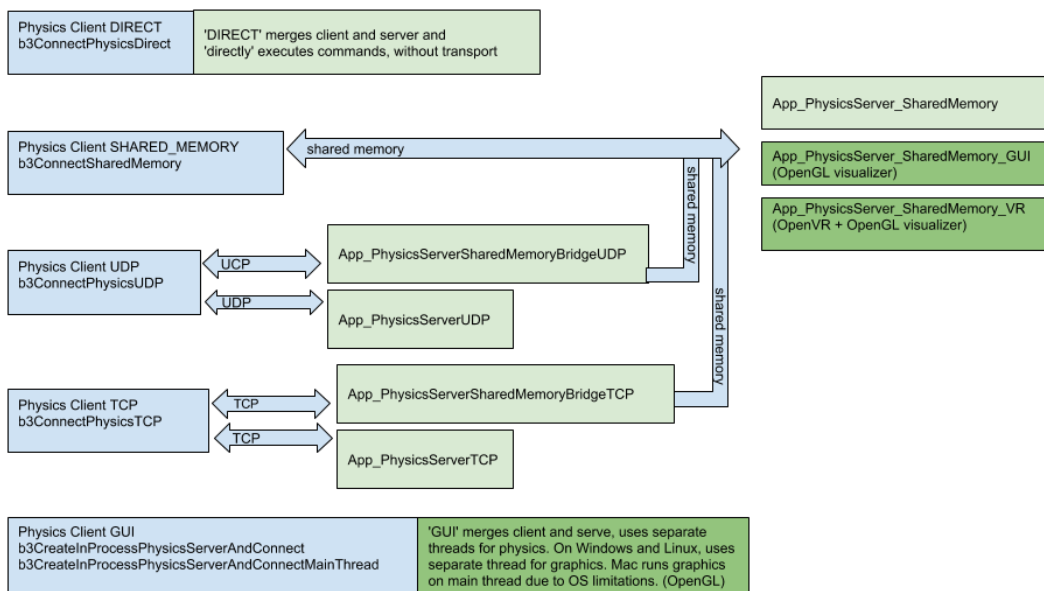 Physics Client DIRECT
b3ConnectPhysicsDirect
'DIRECT' merges client and server and
'directly' executes commands, without transport
App_PhysicsServer_SharedMemory
Physics Client SHARED_MEMORY
b3ConnectSharedMemory
shared memory
App_PhysicsServer_SharedMemory_GUI
(OpenGL visualizer)
App_PhysicsServer_SharedMemory_VR
(OpenVR + OpenGL visualizer)
shared memory
shared memory
Physics Client UDP
b3ConnectPhysicsUDP
UCP
App_PhysicsServerSharedMemoryBridgeUDP
UDP
App_PhysicsServerUDP
Physics Client TCP
b3ConnectPhysicsTCP
TCP
App_PhysicsServerSharedMemoryBridgeTCP
TCP
App_PhysicsServerTCP
Physics Client GUI
b3CreateInProcessPhysicsServerAndConnect
b3CreateInProcessPhysicsServerAndConnectMainThread
'GUI' merges client and serve, uses separate
threads for physics. On Windows and Linux, uses
separate thread for graphics. Mac runs graphics
on main thread due to OS limitations. (OpenGL)